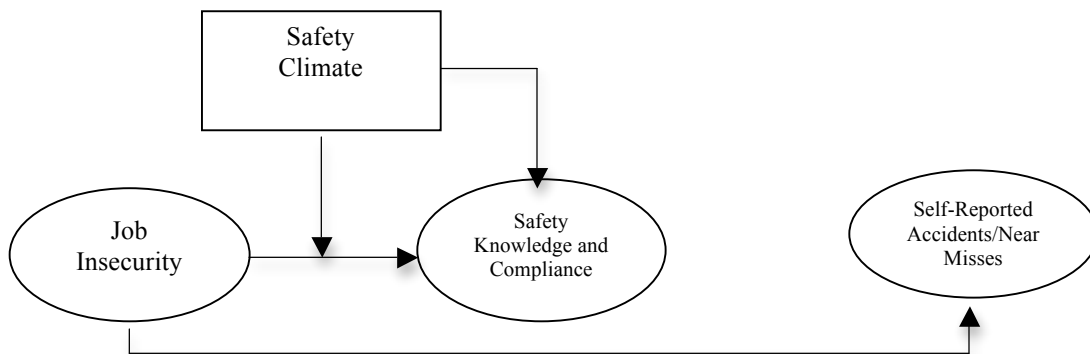 Safety
Climate
Job
Insecurity
Safety
Knowledge and
Compliance
Self-Reported
Accidents/Near
Misses